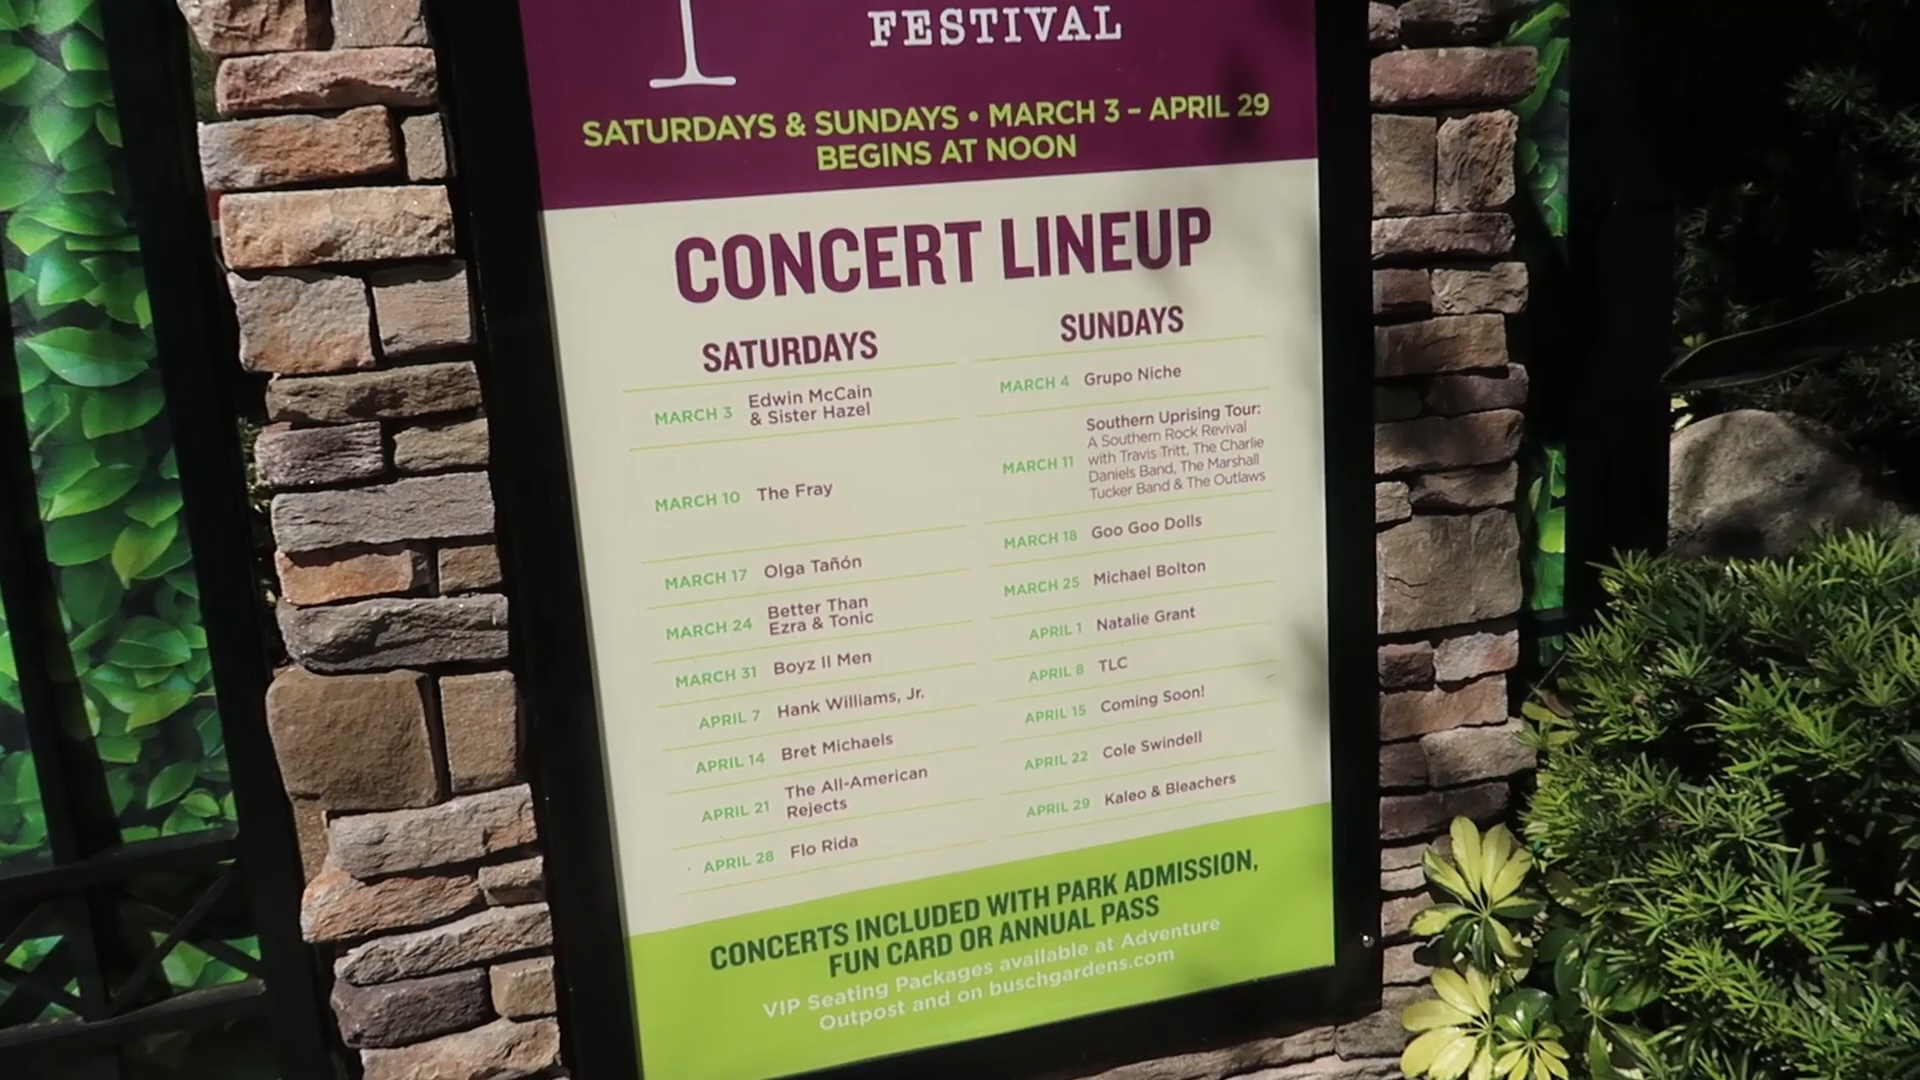 FESTIVAL
SATURDAYS & SUNDAYS • MARCH 3 – APRIL 29
BEGINS AT NOON
CONCERT LINEUP
SATURDAYS
MARCH 3 Edwin McCain
& Sister Hazel
MARCH 10 The Fray
MARCH 17 Olga Tañón
MARCH 24 Better Than
Ezra & Tonic
MARCH 31 Boyz II Men
APRIL 7 Hank Williams, Jr.
APRIL 14 Bret Michaels
APRIL 21 The All-American
Rejects
APRIL 28 Flo Rida
SUNDAYS
MARCH 4 Grupo Niche
MARCH 11 Southern Uprising Tour:
A Southern Rock Revival
with Travis Tritt, The Charlie
Daniels Band, The Marshall
Tucker Band & The Outlaws
MARCH 18 Goo Goo Dolls
MARCH 25 Michael Bolton
APRIL 1 Natalie Grant
APRIL 8 TLC
APRIL 15 Coming Soon!
APRIL 22 Cole Swindell
APRIL 29 Kaleo & Bleachers
CONCERTS INCLUDED WITH PARK ADMISSION,
FUN CARD OR ANNUAL PASS
VIP Seating Packages available at Adventure
Outpost and on buschgardens.com